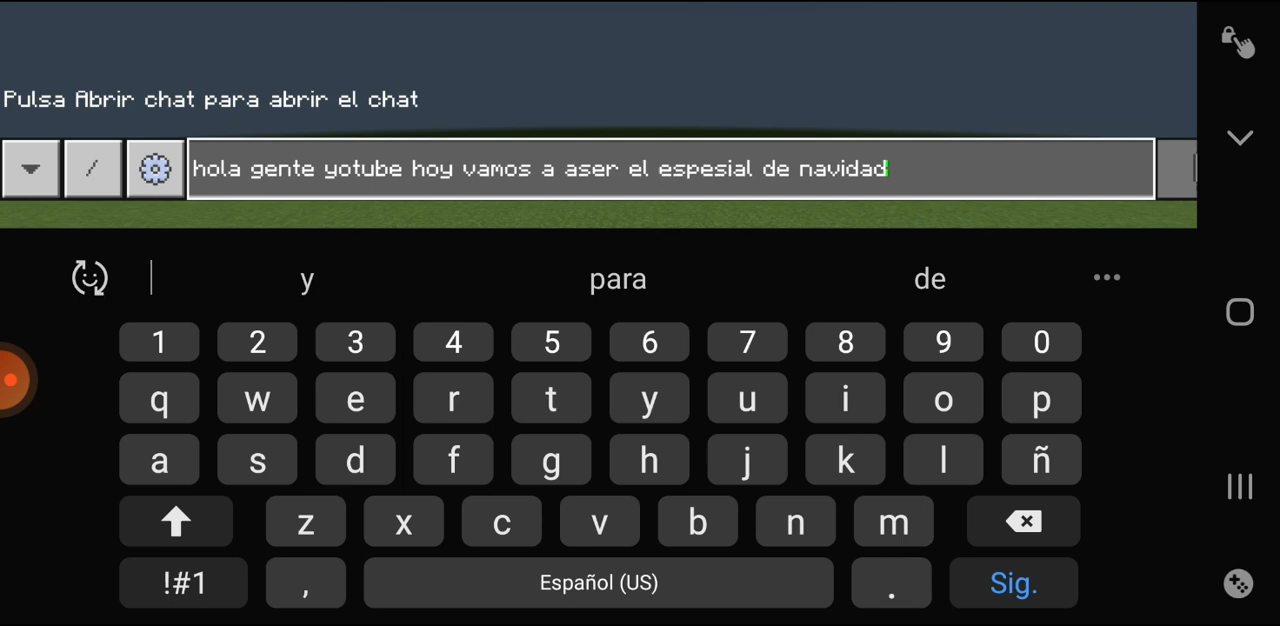 Pulsa Abrir chat para abrir el chat
/ hola gente yotube hoy vamos a aser el espesial de navidad
y para de •••
1 2 3 4 5 6 7 8 9 0
q w e r t y u i o p
a s d f g h j k l ñ
z x c v b n m
!#1 , Español (US) . Sig.